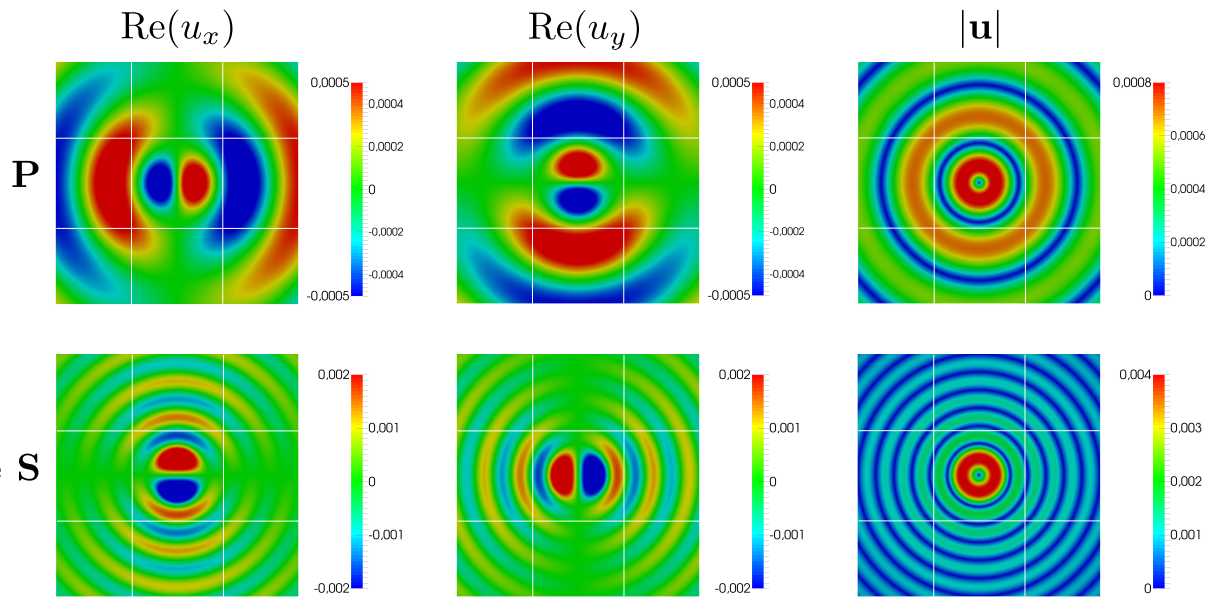 Re(uₓ) Re(u_y) |u|
0,0005 0,0005 0,0008
0,0004 0,0004
0,0002 0,0002 0,0006
P 0 0 0,0004
-0,0002 -0,0002 0,0002
-0,0004 -0,0004
-0,0005 -0,0005 0
0,002 0,002 0,004
0,001 0,001 0,003
S 0 0 0,002
-0,001 -0,001 0,001
-0,002 -0,002 0